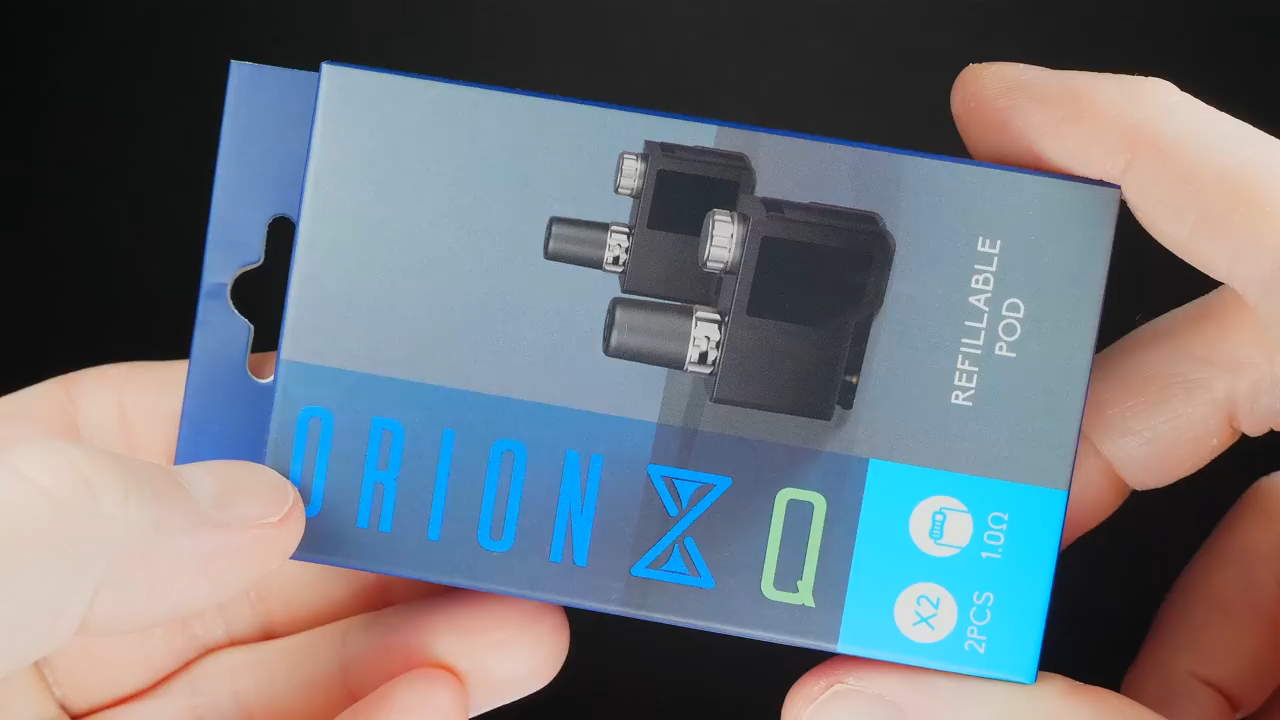 ORION Q
REFILLABLE
POD
1.0Ω
X2
2PCS